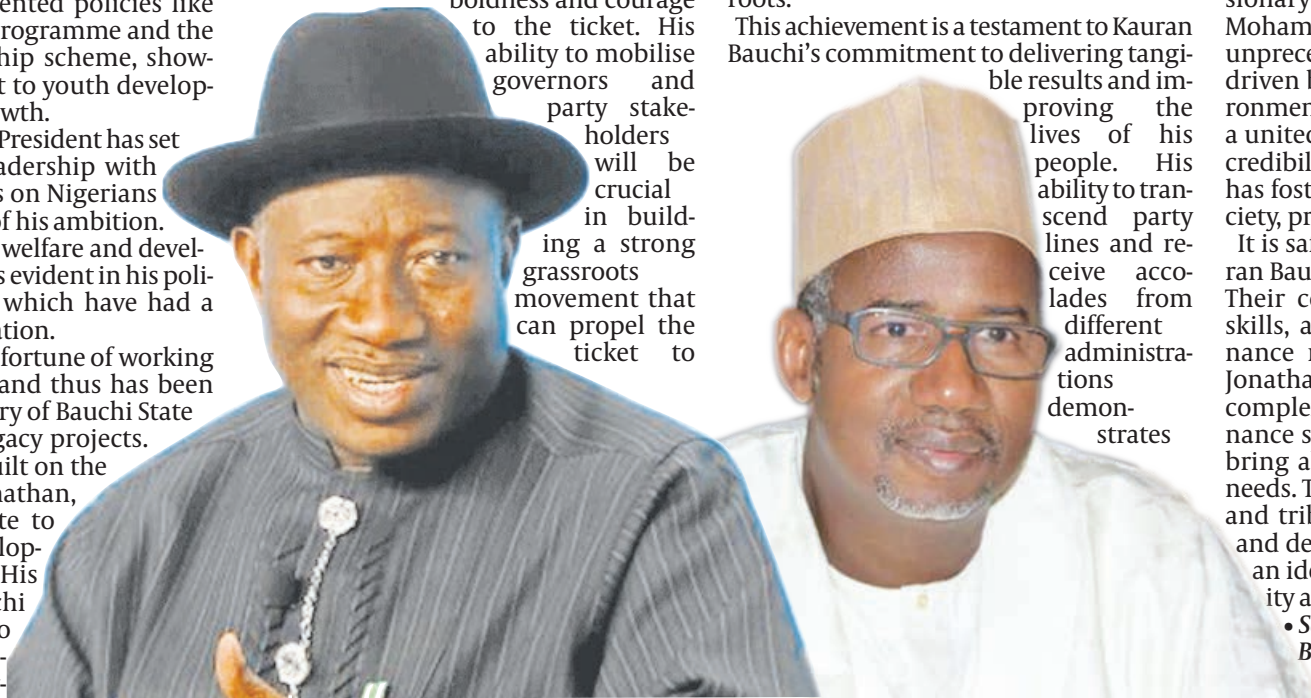 ented policies like
rogramme and the
hip scheme, show-
t to youth develop-
wth.
President has set
adership with
s on Nigerians
of his ambition.
welfare and devel-
s evident in his poli-
which have had a
ation.
fortune of working
and thus has been
ry of Bauchi State
gacy projects.
uilt on the
nathan,
te to
lop-
His
chi
o
-
-
boldness and courage
to the ticket. His
ability to mobilise
governors and
party stake-
holders
will be
crucial
in build-
ing a strong
grassroots
movement that
can propel the
ticket to
roots.
This achievement is a testament to Kauran
Bauchi’s commitment to delivering tangi-
ble results and im-
proving the
lives of his
people. His
ability to tran-
scend party
lines and re-
ceive acco-
lades from
different
administra-
tions
demon-
strates
sionary
Moham
unprece
driven b
ronmen
a united
credibil
has fost
ciety, pr
It is sa
ran Bau
Their c
skills, a
nance
Jonatha
comple
nance s
bring a
needs. T
and trib
and de
an ide
ity a
• S
B